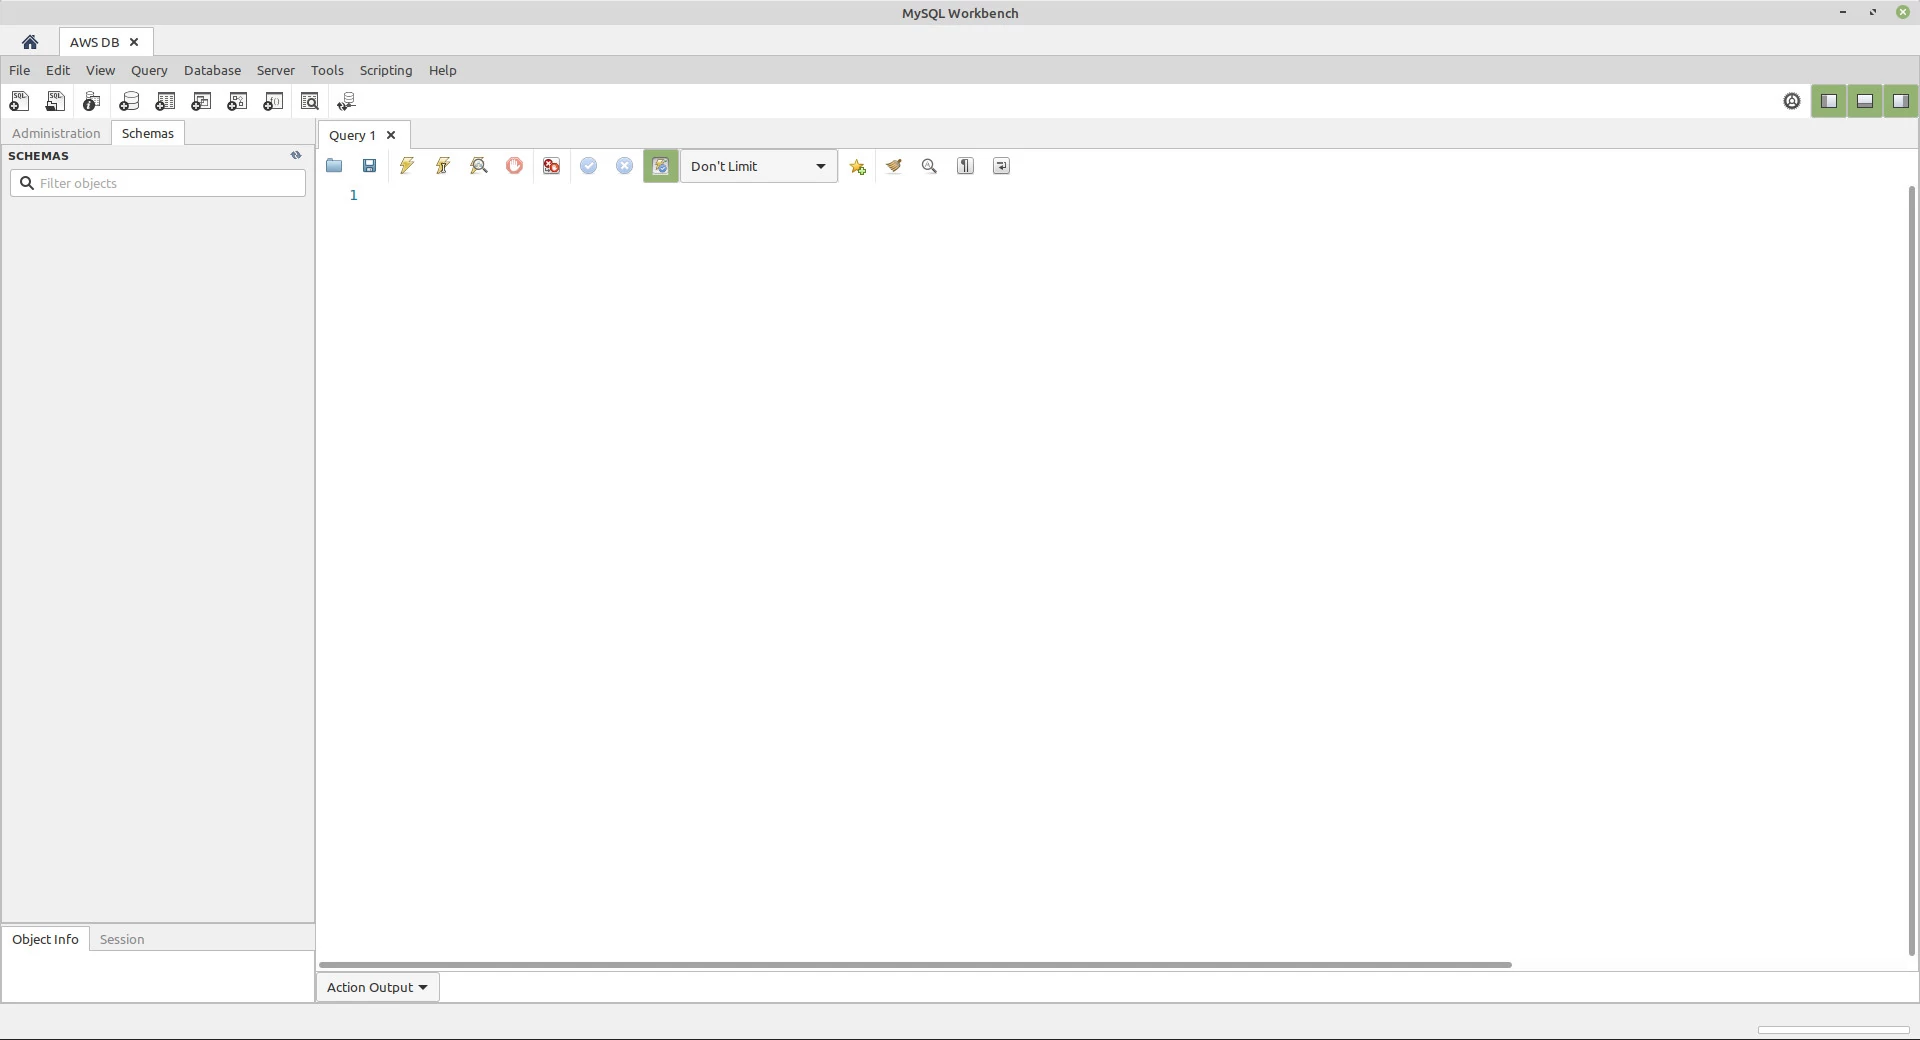 MySQL Workbench
AWS DB
File Edit View Query Database Server Tools Scripting Help
Administration Schemas
Query 1
SCHEMAS
Don't Limit
Filter objects
1
Object Info Session
Action Output